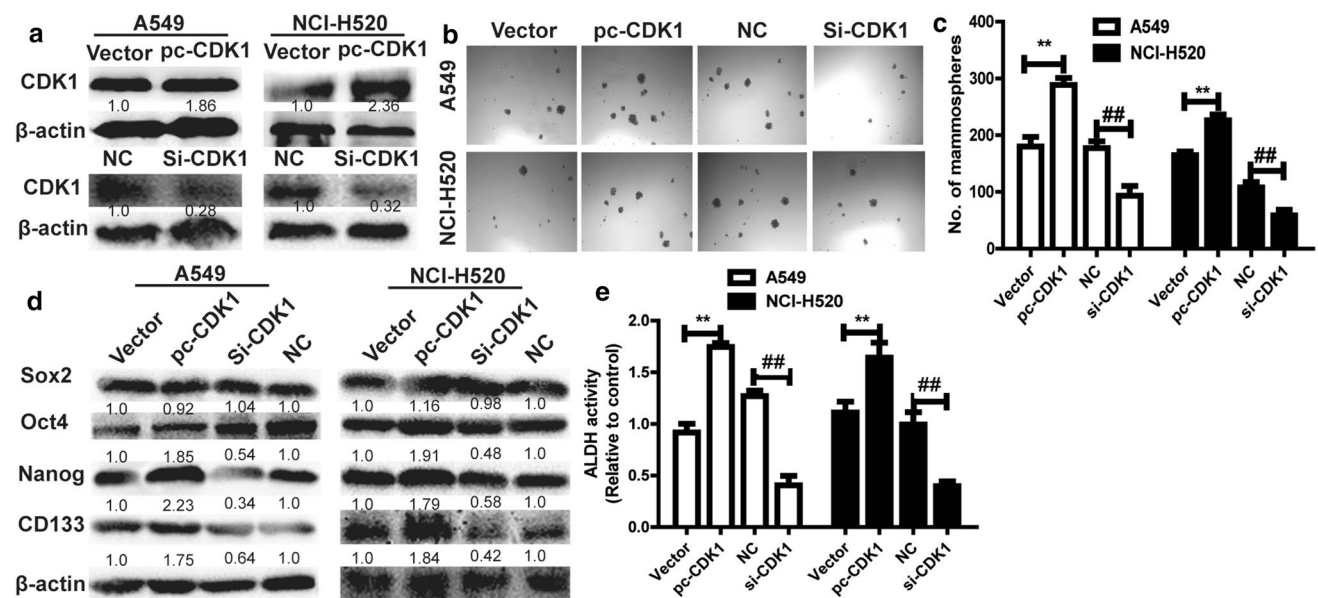 a
A549
NCI-H520
Vector pc-CDK1
Vector pc-CDK1
CDK1
1.0 1.86
1.0 2.36
β-actin
NC Si-CDK1
NC Si-CDK1
CDK1
1.0 0.28
1.0 0.32
β-actin
b
Vector pc-CDK1 NC Si-CDK1
A549
NCI-H520
c
A549
NCI-H520
No. of mammospheres
400
300
200
100
0
**
##
**
##
Vector
pc-CDK1
NC
si-CDK1
Vector
pc-CDK1
NC
si-CDK1
d
A549
NCI-H520
Vector
pc-CDK1
Si-CDK1
NC
Vector
pc-CDK1
Si-CDK1
NC
Sox2
1.0 0.92 1.04 1.0
1.0 1.16 0.98 1.0
Oct4
1.0 1.85 0.54 1.0
1.0 1.91 0.48 1.0
Nanog
1.0 2.23 0.34 1.0
1.0 1.79 0.58 1.0
CD133
1.0 1.75 0.64 1.0
1.0 1.84 0.42 1.0
β-actin
e
A549
NCI-H520
ALDH activity
(Relative to control)
2.0
1.5
1.0
0.5
0.0
**
##
**
##
Vector
pc-CDK1
NC
si-CDK1
Vector
pc-CDK1
NC
si-CDK1